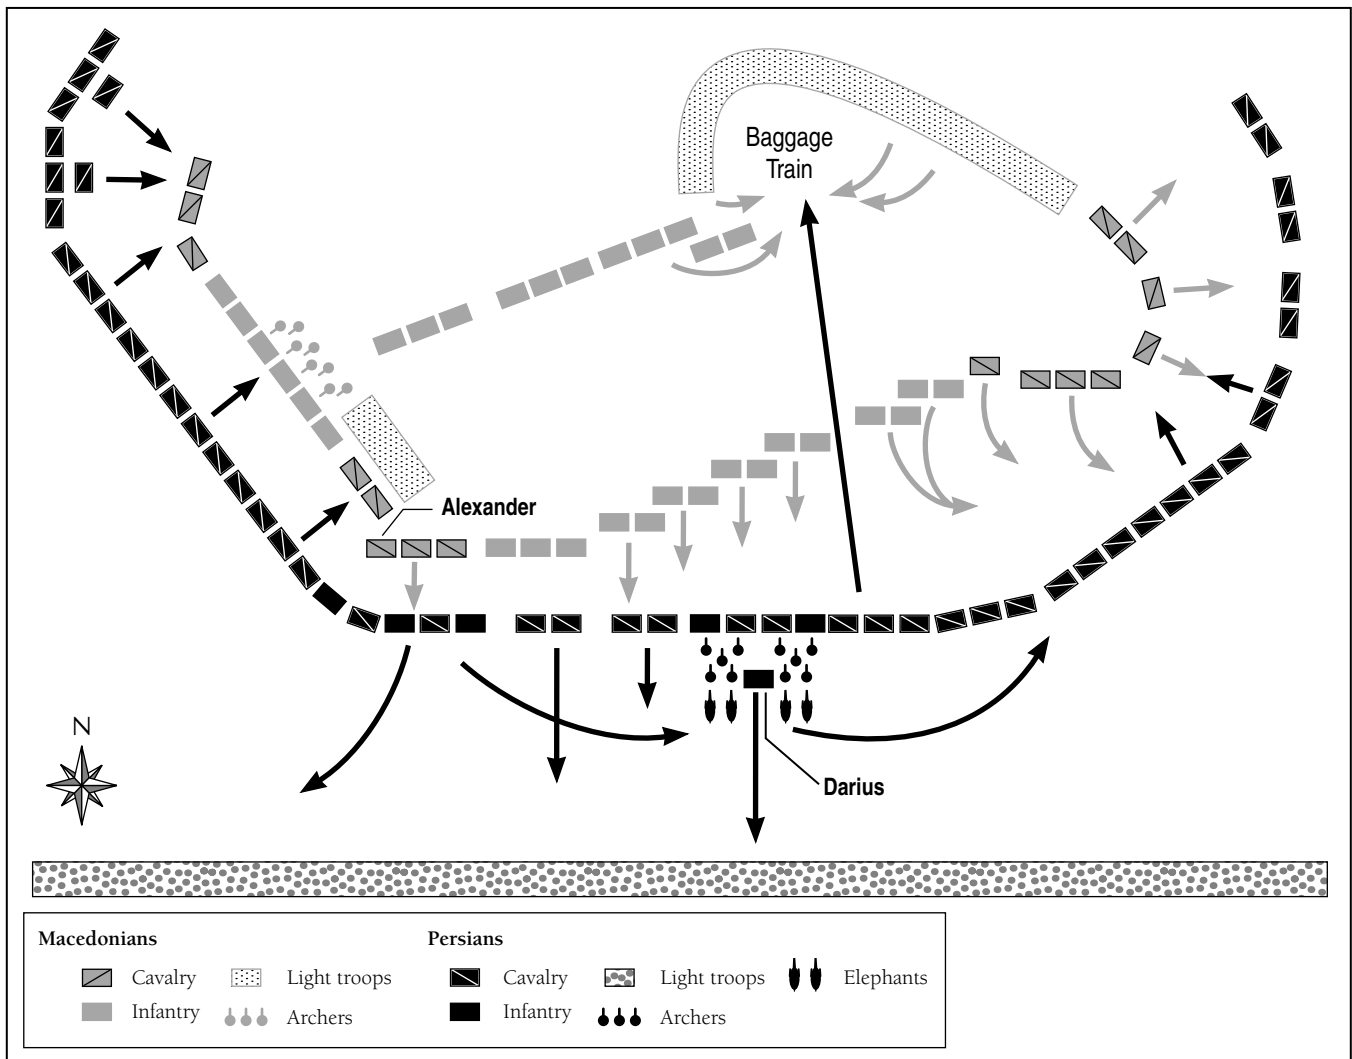 Baggage
Train
Alexander
N
Darius
Macedonians
Persians
Cavalry
Light troops
Cavalry
Light troops
Elephants
Infantry
Archers
Infantry
Archers